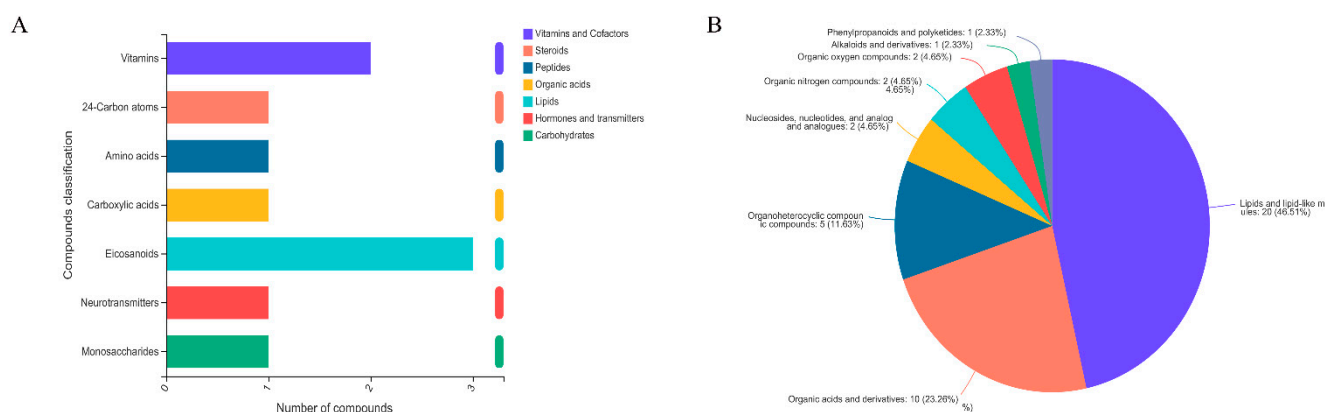 A
Vitamins
24-Carbon atoms
Amino acids
Carboxylic acids
Eicosanoids
Neurotransmitters
Monosaccharides
Compounds classification
0
1
2
3
Number of compounds
Vitamins and Cofactors
Steroids
Peptides
Organic acids
Lipids
Hormones and transmitters
Carbohydrates
B
Phenylpropanoids and polyketides: 1 (2.33%)
Alkaloids and derivatives: 1 (2.33%)
Organic oxygen compounds: 2 (4.65%)
Organic nitrogen compounds: 2 (4.65%)
4.65%)
Nucleosides, nucleotides, and analog
and analogues: 2 (4.65%)
Organoheterocyclic compoun
ic compounds: 5 (11.63%)
Organic acids and derivatives: 10 (23.26%)
%)
Lipids and lipid-like m
ules: 20 (46.51%)